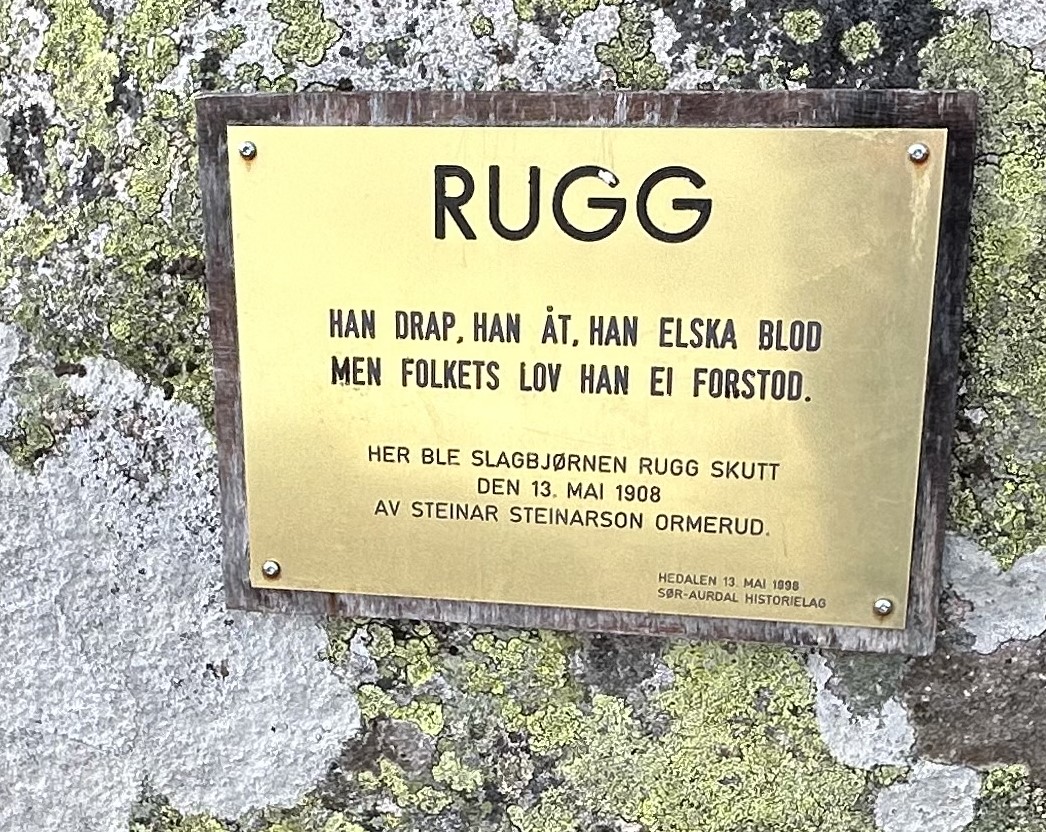 RUGG
HAN DRAP, HAN ÅT, HAN ELSKA BLOD
MEN FOLKETS LOV HAN EI FORSTOD.
HER BLE SLAGBJØRNEN RUGG SKUTT
DEN 13. MAI 1908
AV STEINAR STEINARSON ORMERUD.
HEDALEN 13. MAI 1998
SØR-AURDAL HISTORIELAG